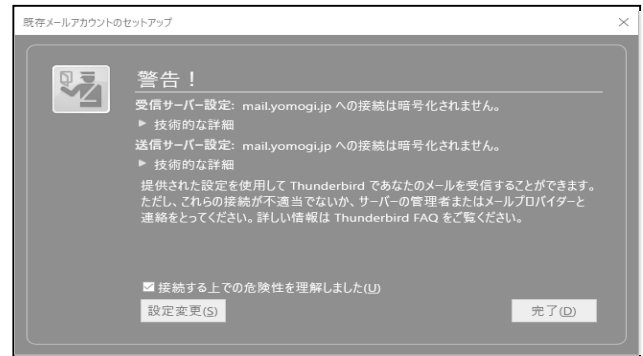 既存メールアカウントのセットアップ
警告！
受信サーバー設定: mail.yomogi.jp への接続は暗号化されません。
▶ 技術的な詳細
送信サーバー設定: mail.yomogi.jp への接続は暗号化されません。
▶ 技術的な詳細
提供された設定を使用して Thunderbird であなたのメールを受信することができます。
ただし、これらの接続が不適当でないか、サーバーの管理者またはメールプロバイダーと
連絡をとってください。詳しい情報は Thunderbird FAQ をご覧ください。
接続する上での危険性を理解しました(U)
設定変更(S)
完了(D)